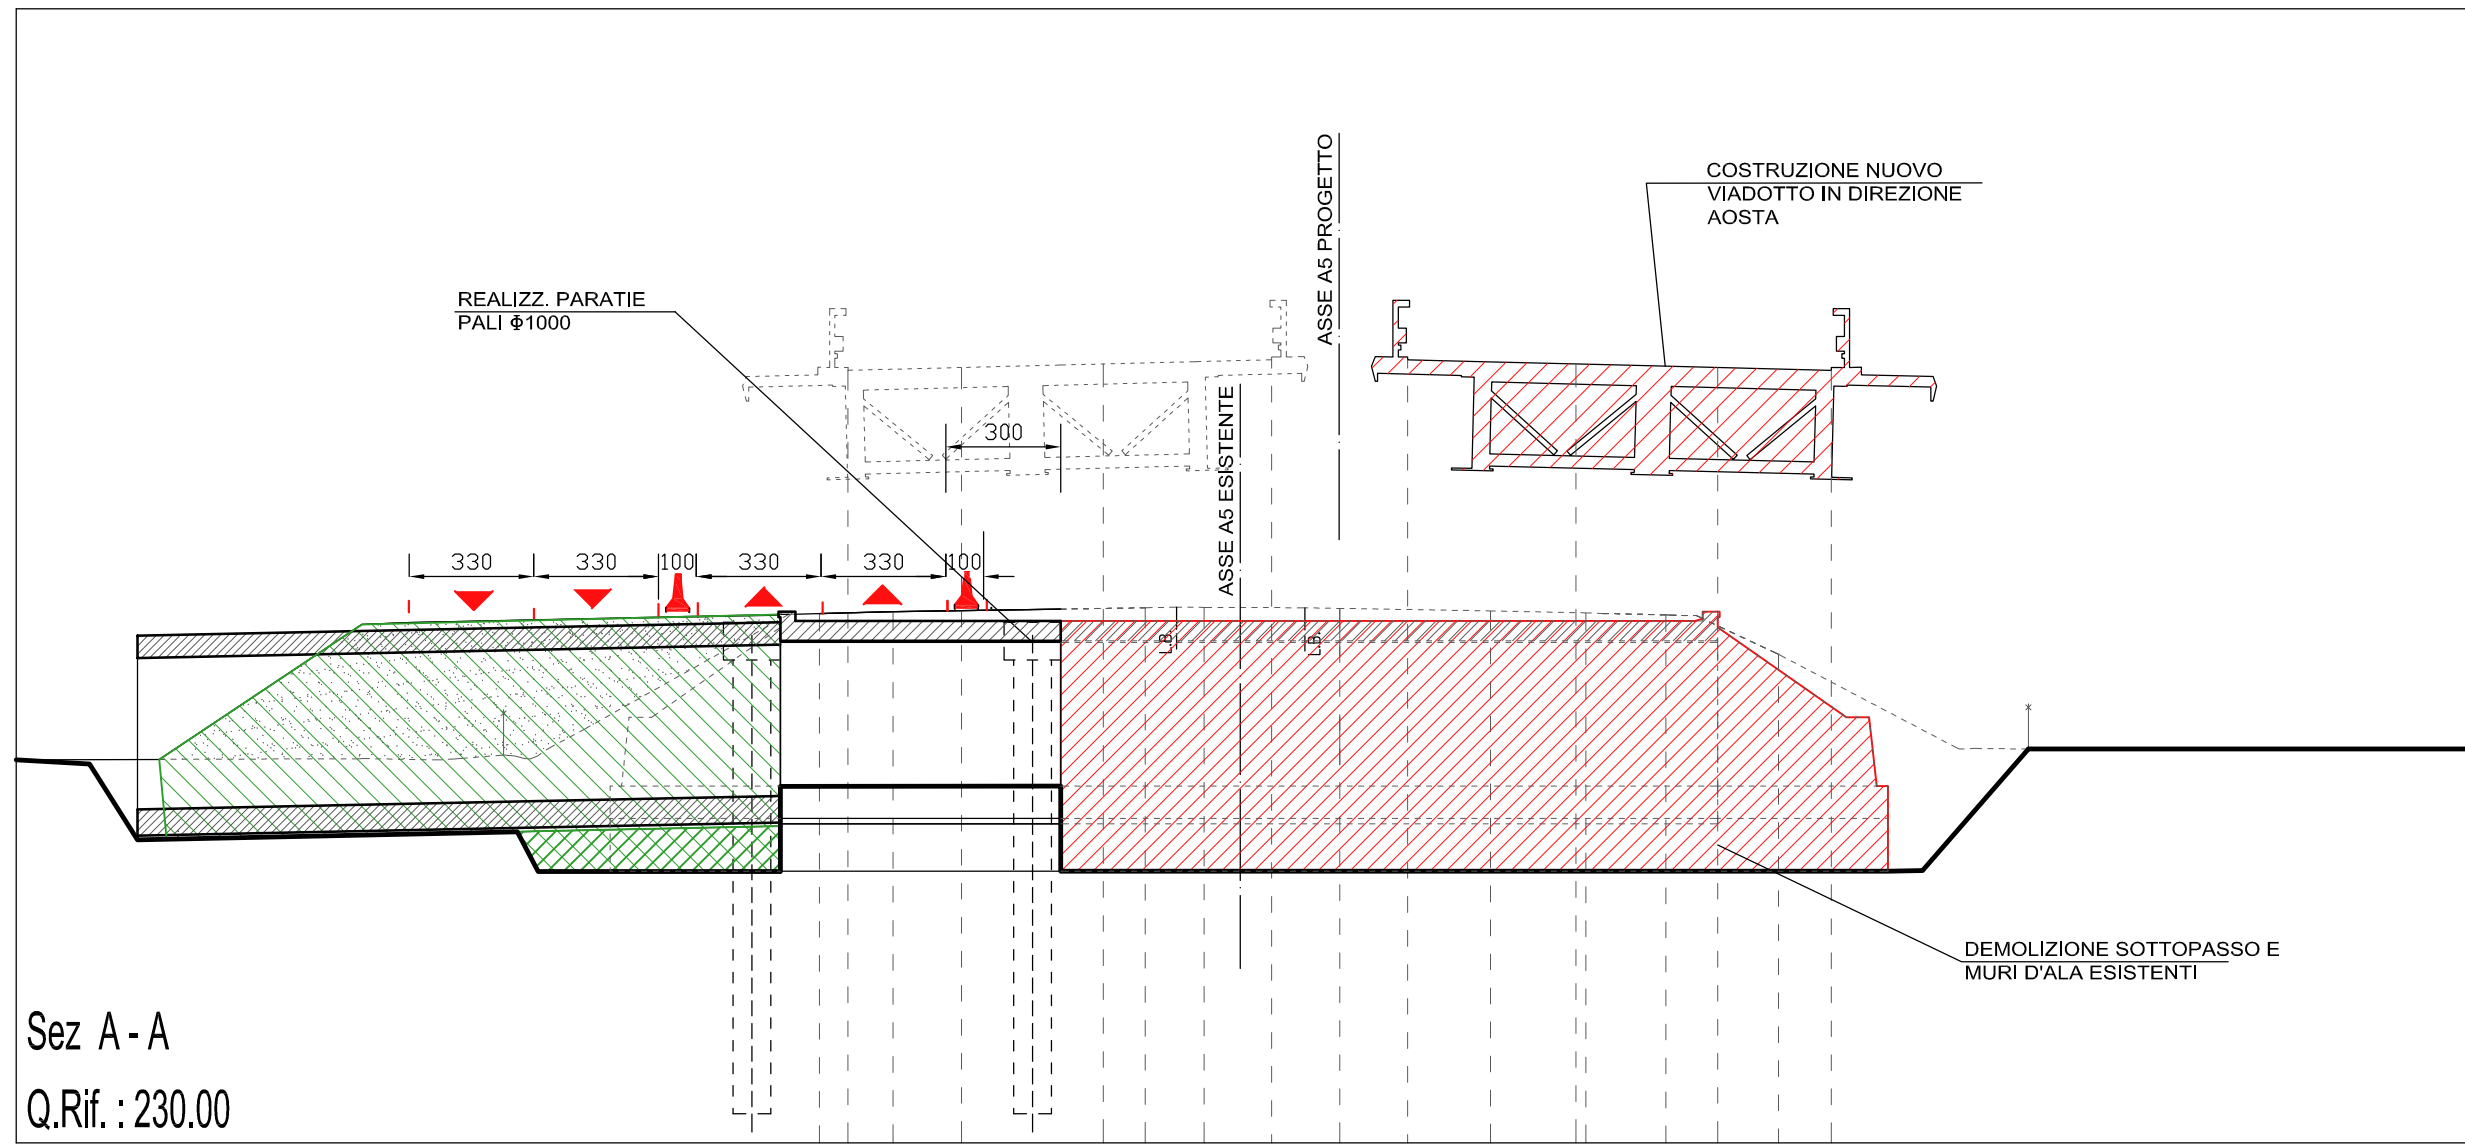 ASSE A5 PROGETTO
COSTRUZIONE NUOVO
VIADOTTO IN DIREZIONE
AOSTA
REALIZZ. PARATIE
PALI Φ1000
300
ASSE A5 ESISTENTE
330
330
100
330
330
100
L.B.
L.B.
DEMOLIZIONE SOTTOPASSO E
MURI D'ALA ESISTENTI
Sez A - A
Q.Rif. : 230.00